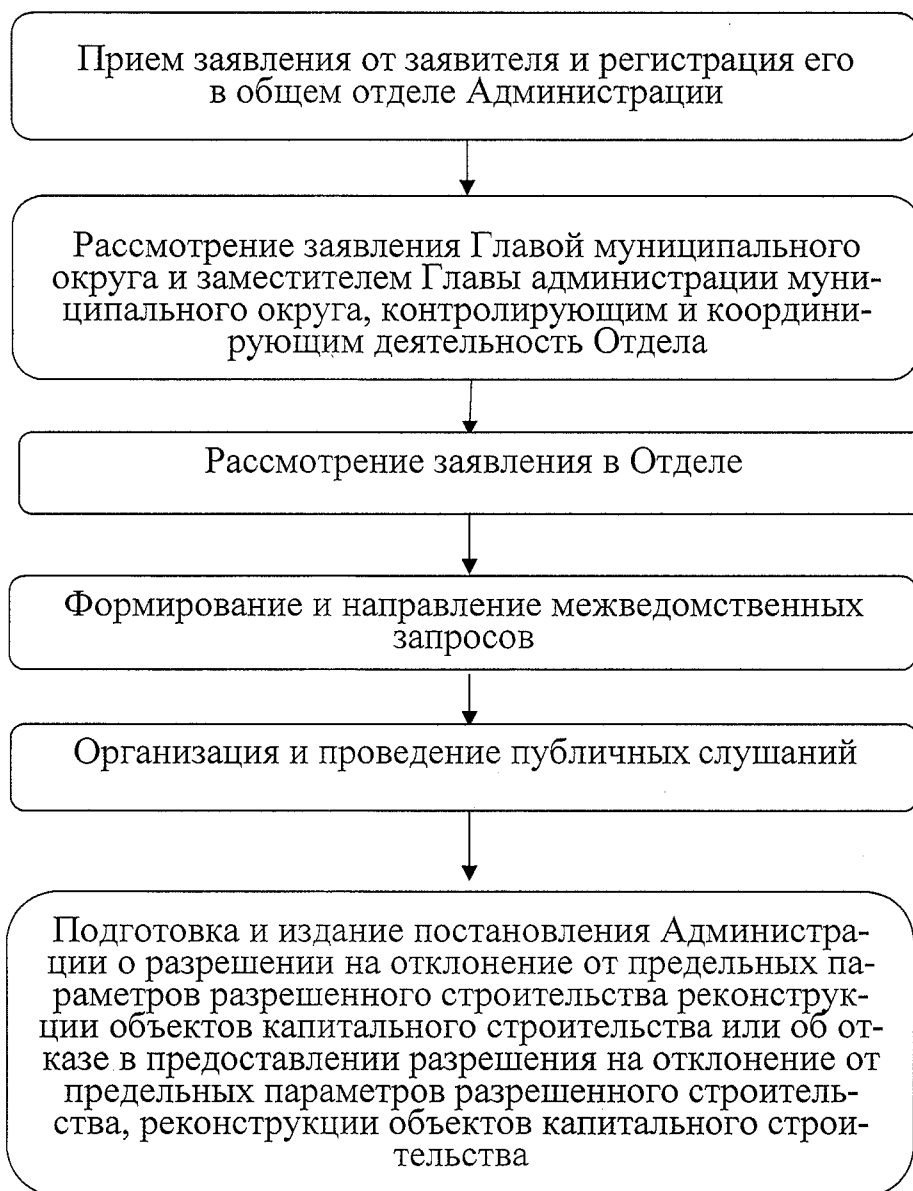 Прием заявления от заявителя и регистрация его
в общем отделе Администрации
Рассмотрение заявления Главой муниципального
округа и заместителем Главы администрации муни-
ципального округа, контролирующим и координи-
рующим деятельность Отдела
Рассмотрение заявления в Отделе
Формирование и направление межведомственных
запросов
Организация и проведение публичных слушаний
Подготовка и издание постановления Администра-
ции о разрешении на отклонение от предельных па-
раметров разрешенного строительства реконструк-
ции объектов капитального строительства или об от-
казе в предоставлении разрешения на отклонение от
предельных параметров разрешенного строитель-
ства, реконструкции объектов капитального строи-
тельства